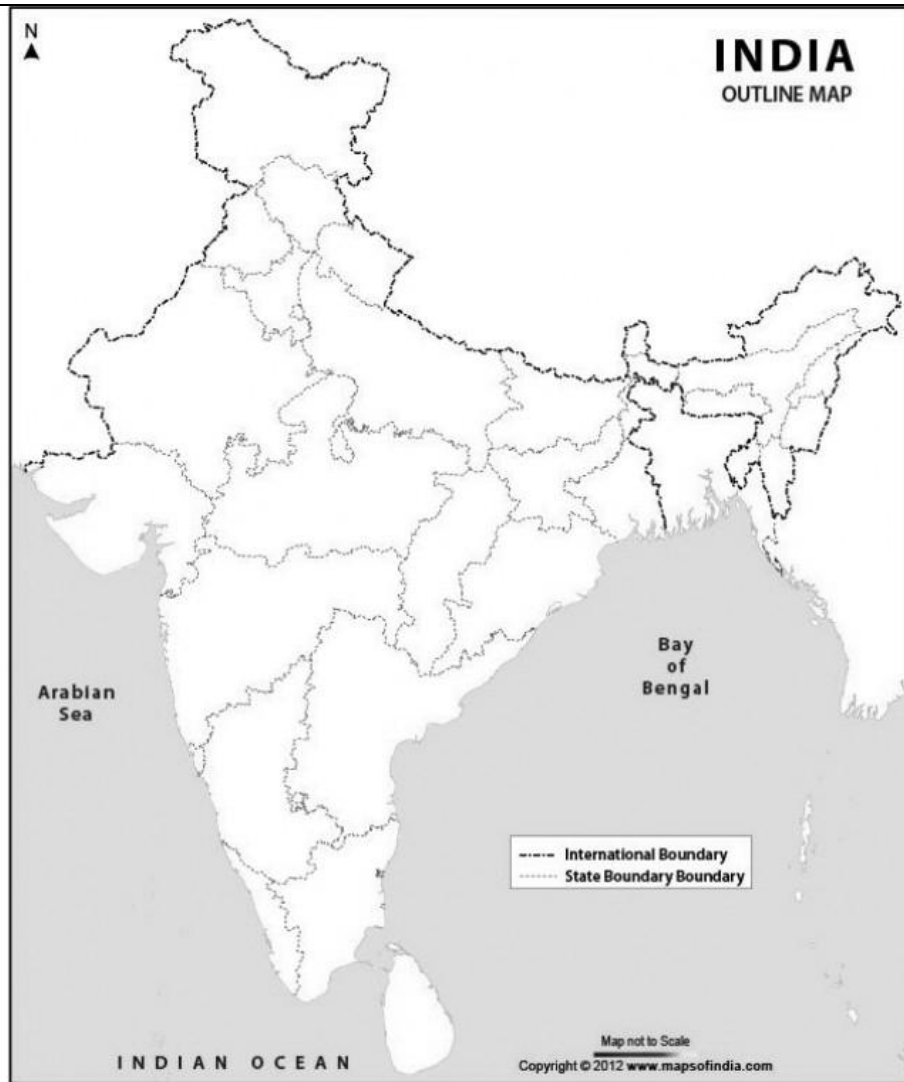 N
INDIA
OUTLINE MAP
Arabian
Sea
Bay
of
Bengal
International Boundary
State Boundary Boundary
Map not to Scale
Copyright © 2012 www.mapsofindia.com
INDIAN OCEAN